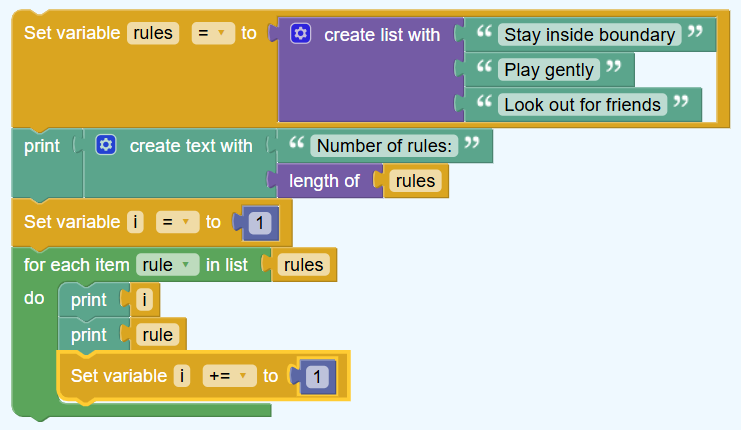 Set variable rules = to create list with “ Stay inside boundary ”
“ Play gently ”
“ Look out for friends ”
print create text with “ Number of rules: ”
length of rules
Set variable i = to 1
for each item rule in list rules
do print i
print rule
Set variable i += to 1